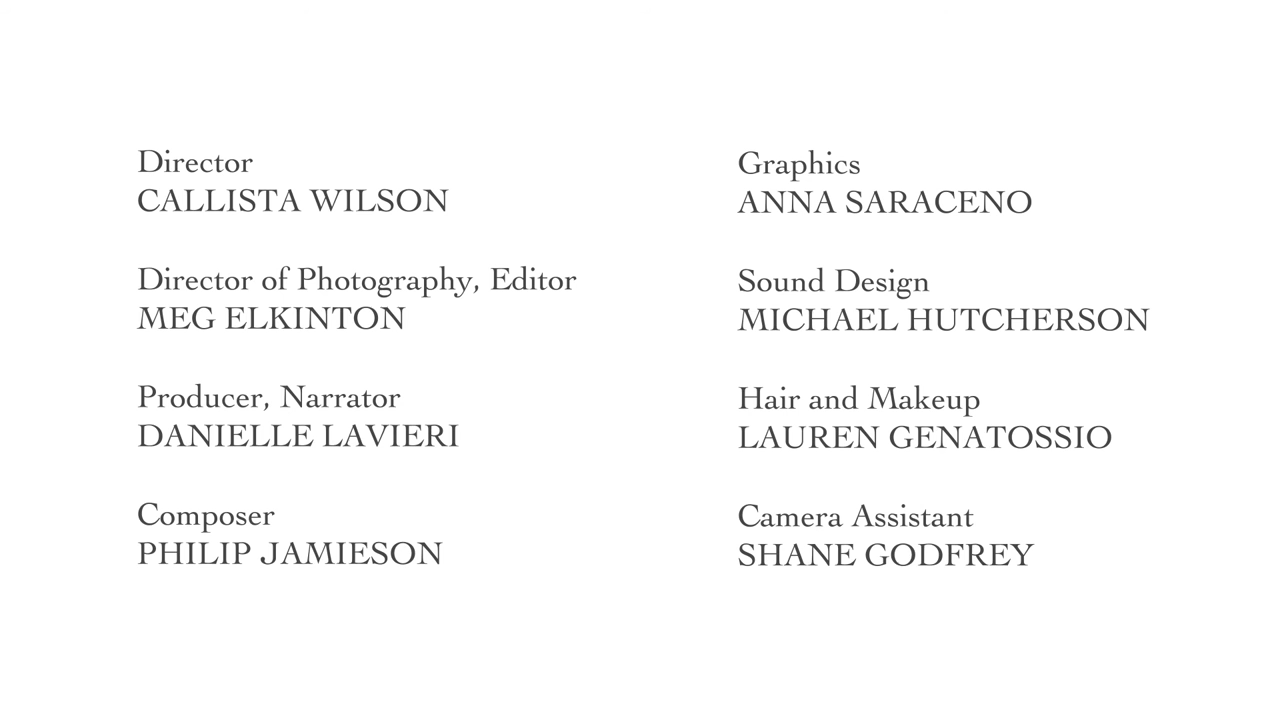 Director
CALLISTA WILSON
Director of Photography, Editor
MEG ELKINTON
Producer, Narrator
DANIELLE LAVIERI
Composer
PHILIP JAMIESON
Graphics
ANNA SARACENO
Sound Design
MICHAEL HUTCHERSON
Hair and Makeup
LAUREN GENATOSSIO
Camera Assistant
SHANE GODFREY